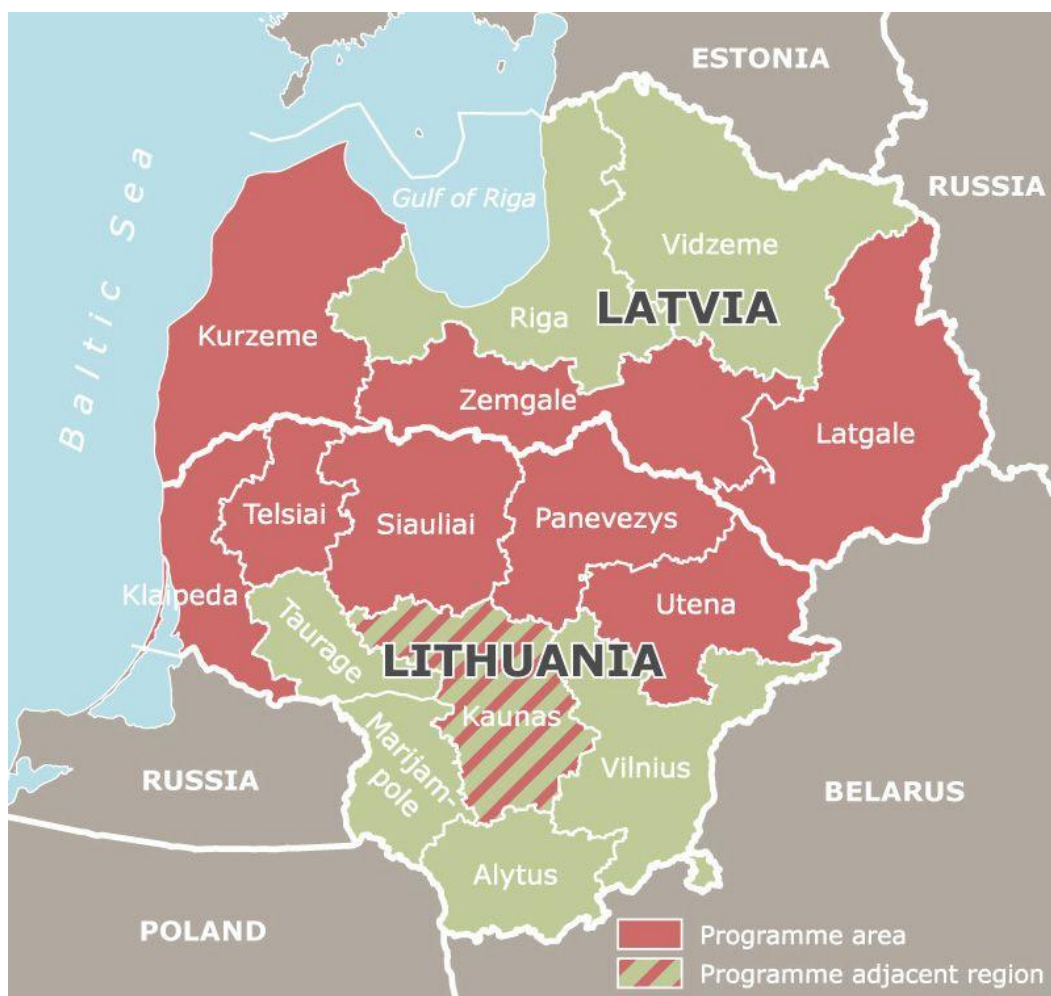 ESTONIA
RUSSIA
Baltic Sea
Gulf of Riga
Vidzeme
Riga
LATVIA
Kurzeme
Zemgale
Latgale
Telsiai
Siauliai
Panevezys
Klaipeda
Utena
Taurage
LITHUANIA
Kaunas
Marijam-
pole
Vilnius
RUSSIA
BELARUS
Alytus
POLAND
Programme area
Programme adjacent region